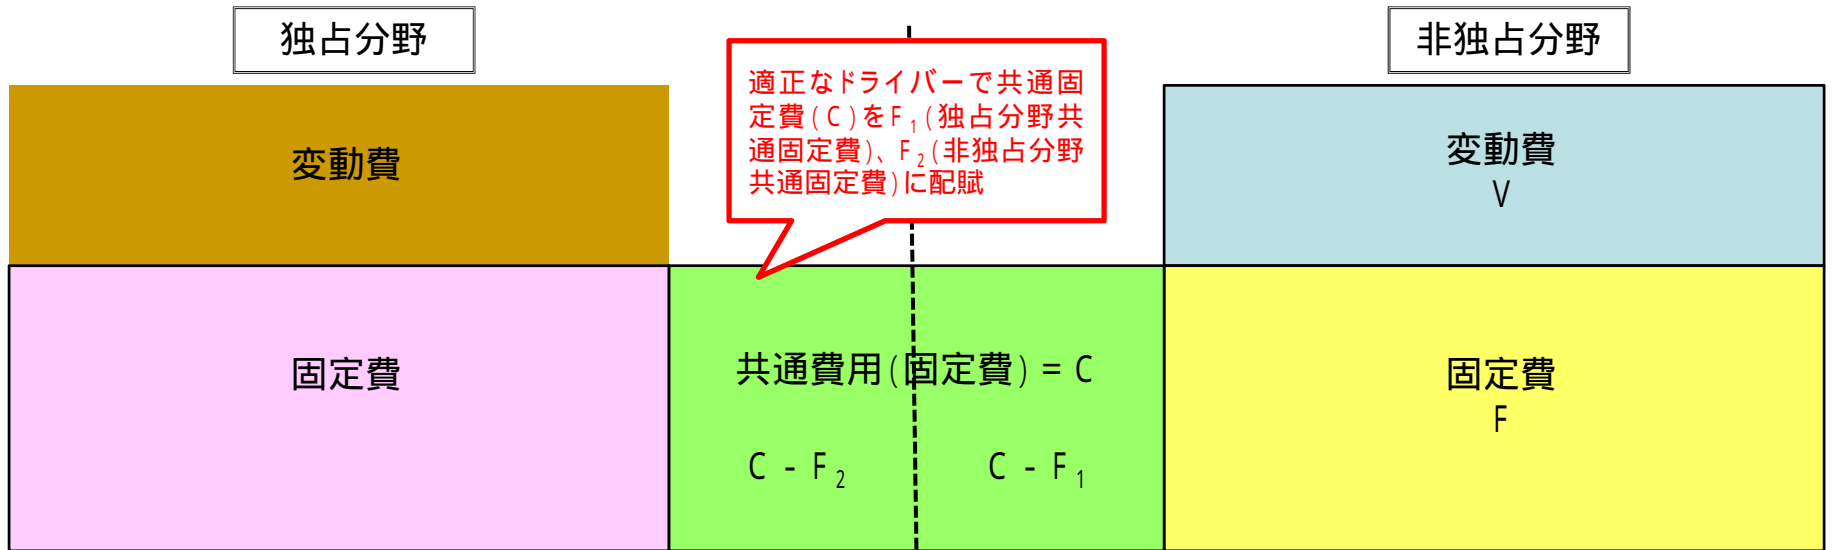 独占分野
非独占分野
適正なドライバーで共通固
定費(C)をF₁(独占分野共
通固定費)、F₂(非独占分野
共通固定費)に配賦
変動費
変動費
V
固定費
共通費用(固定費) = C
固定費
F
C - F₂
C - F₁